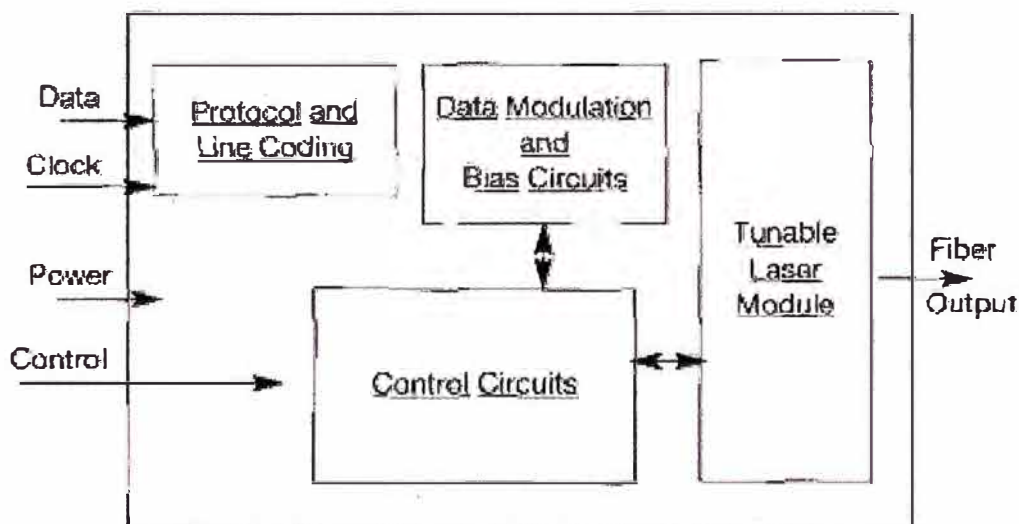 Data
Clock
Power
Control
Protocol and
Line Coding
Data Modulation
and
Bias Circuits
Control Circuits
Tunable
Laser
Module
Fiber
Output